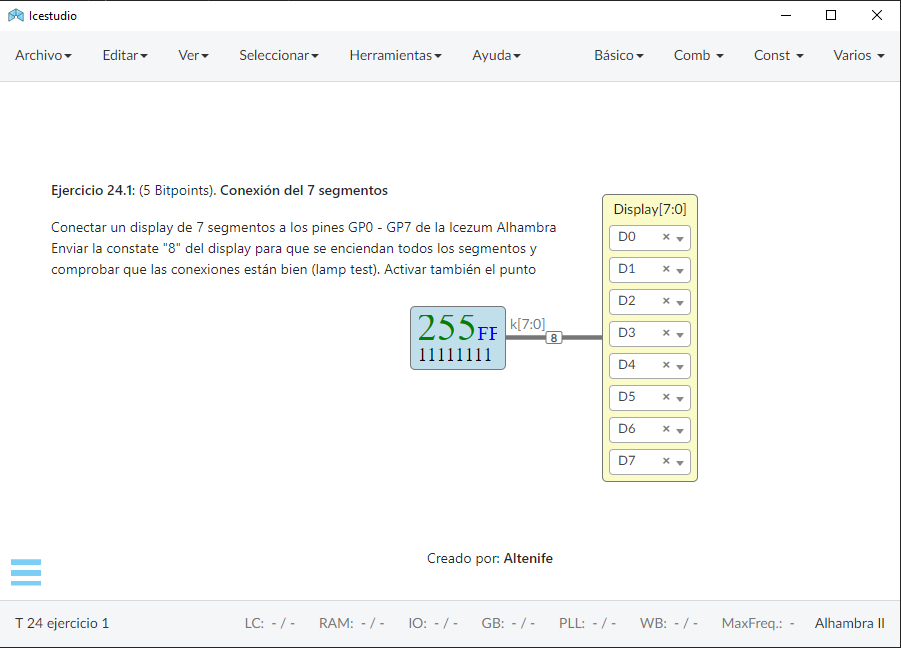 Icestudio
Archivo Editar Ver Seleccionar Herramientas Ayuda Básico Comb Const Varios
Ejercicio 24.1: (5 Bitpoints). Conexión del 7 segmentos
Conectar un display de 7 segmentos a los pines GP0 - GP7 de la Icezum Alhambra
Enviar la constate "8" del display para que se enciendan todos los segmentos y
comprobar que las conexiones están bien (lamp test). Activar también el punto
255FF
11111111
k[7:0]
8
Display[7:0]
D0
D1
D2
D3
D4
D5
D6
D7
Creado por: Altenife
T 24 ejercicio 1 LC: - / - RAM: - / - IO: - / - GB: - / - PLL: - / - WB: - / - MaxFreq.: - Alhambra II